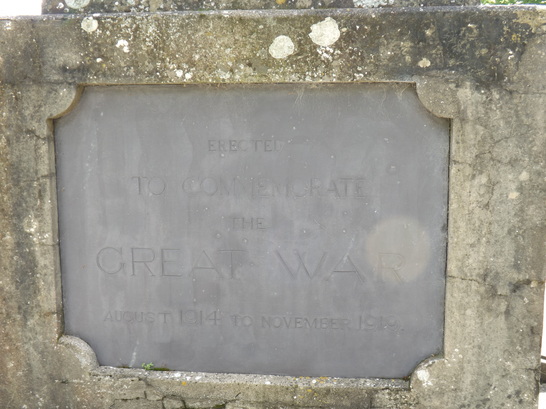 ERECTED
TO COMMEMORATE
THE
GREAT WAR
AUGUST 1914 TO NOVEMBER 1918